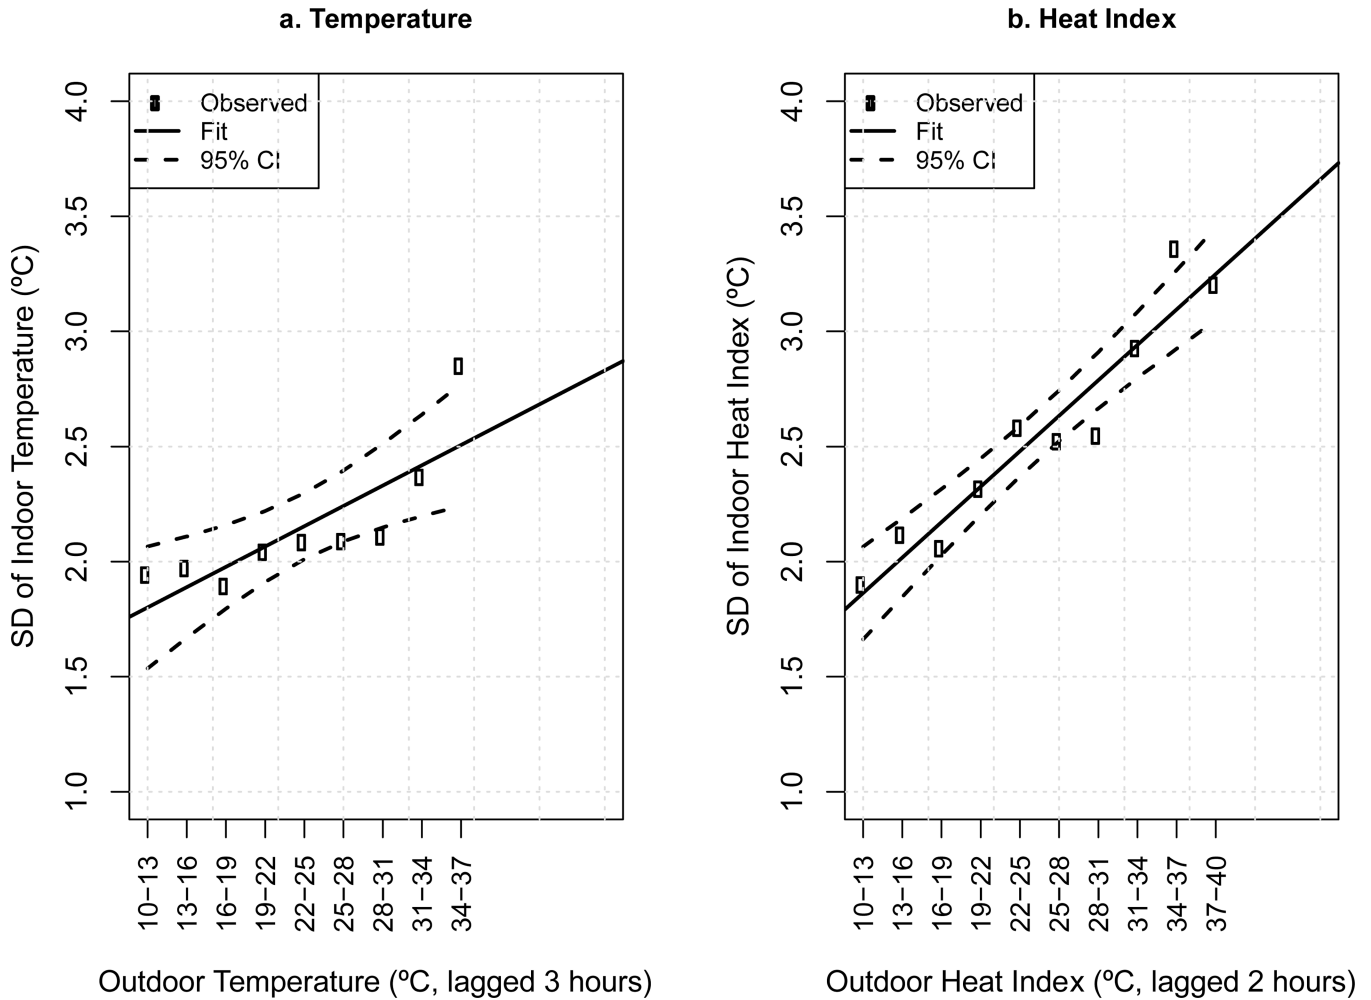 a. Temperature
Observed
Fit
95% CI
4.0
3.5
3.0
2.5
2.0
1.5
1.0
SD of Indoor Temperature (ºC)
10−13
13−16
16−19
19−22
22−25
25−28
28−31
31−34
34−37
Outdoor Temperature (ºC, lagged 3 hours)
b. Heat Index
Observed
Fit
95% CI
4.0
3.5
3.0
2.5
2.0
1.5
1.0
SD of Indoor Heat Index (ºC)
10−13
13−16
16−19
19−22
22−25
25−28
28−31
31−34
34−37
37−40
Outdoor Heat Index (ºC, lagged 2 hours)